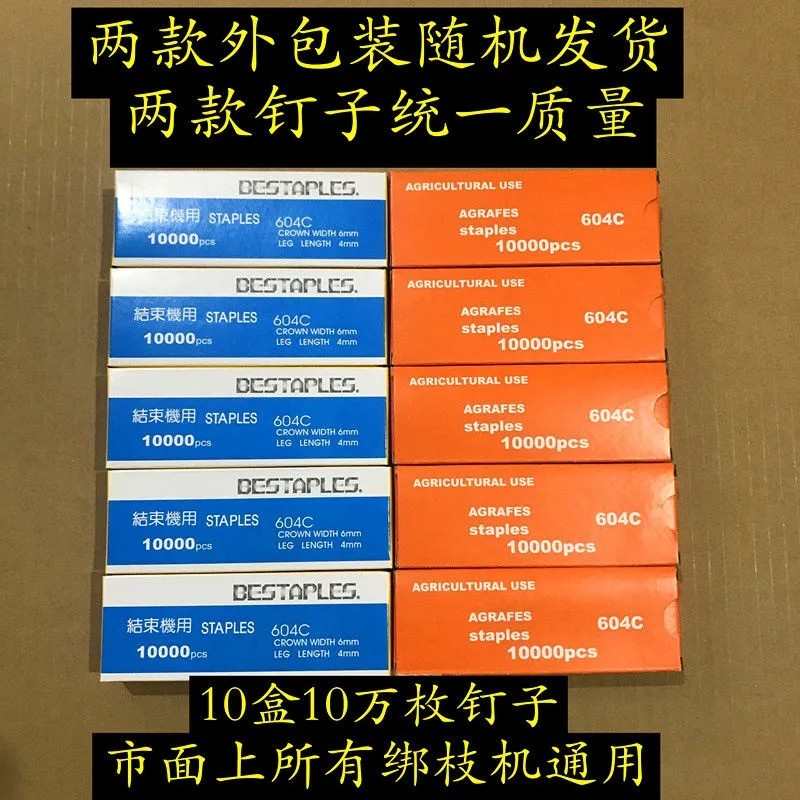 两款外包装随机发货
两款钉子统一质量
BESTAPLES.
結束機用 STAPLES 604C
CROWN WIDTH 6mm
10000pcs LEG LENGTH 4mm
AGRICULTURAL USE
AGRAFES 604C
staples
10000pcs
BESTAPLES.
結束機用 STAPLES 604C
CROWN WIDTH 6mm
10000pcs LEG LENGTH 4mm
AGRICULTURAL USE
AGRAFES 604C
staples
10000pcs
BESTAPLES.
結束機用 STAPLES 604C
CROWN WIDTH 6mm
10000pcs LEG LENGTH 4mm
AGRICULTURAL USE
AGRAFES 604C
staples
10000pcs
BESTAPLES.
結束機用 STAPLES 604C
CROWN WIDTH 6mm
10000pcs LEG LENGTH 4mm
AGRICULTURAL USE
AGRAFES 604C
staples
10000pcs
BESTAPLES.
結束機用 STAPLES 604C
CROWN WIDTH 6mm
10000pcs LEG LENGTH 4mm
AGRICULTURAL USE
AGRAFES 604C
staples
10000pcs
10盒10万枚钉子
市面上所有绑枝机通用